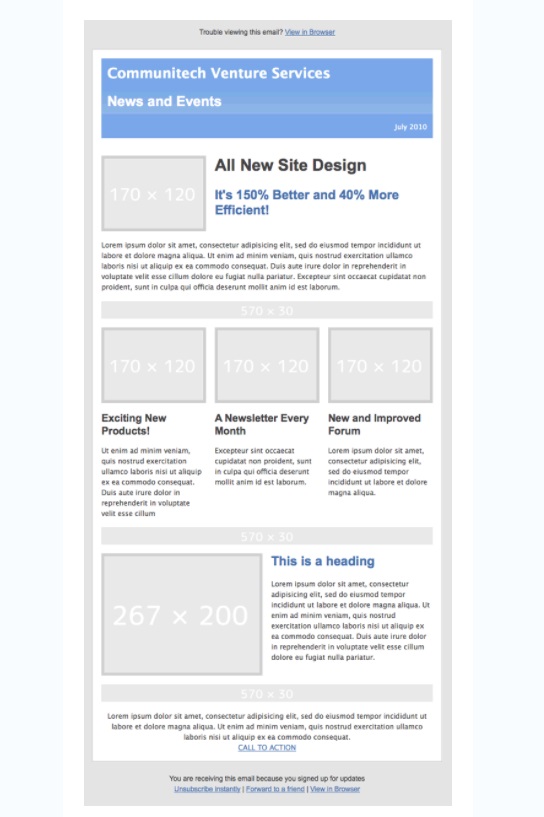 Trouble viewing this email? View in Browser
Communitech Venture Services
News and Events
July 2010
170 × 120
All New Site Design
It's 150% Better and 40% More
Efficient!
Lorem ipsum dolor sit amet, consectetur adipisicing elit, sed do eiusmod tempor incididunt ut
labore et dolore magna aliqua. Ut enim ad minim veniam, quis nostrud exercitation ullamco
laboris nisi ut aliquip ex ea commodo consequat. Duis aute irure dolor in reprehenderit in
voluptate velit esse cillum dolore eu fugiat nulla pariatur. Excepteur sint occaecat cupidatat non
proident, sunt in culpa qui officia deserunt mollit anim id est laborum.
570 × 30
170 × 120
170 × 120
170 × 120
Exciting New
Products!
Ut enim ad minim veniam,
quis nostrud exercitation
ullamco laboris nisi ut aliquip
ex ea commodo consequat.
Duis aute irure dolor in
reprehenderit in voluptate
velit esse cillum
A Newsletter Every
Month
Excepteur sint occaecat
cupidatat non proident, sunt
in culpa qui officia deserunt
mollit anim id est laborum.
New and Improved
Forum
Lorem ipsum dolor sit amet,
consectetur adipisicing elit,
sed do eiusmod tempor
incididunt ut labore et dolore
magna aliqua.
570 × 30
267 × 200
This is a heading
Lorem ipsum dolor sit amet, consectetur
adipisicing elit, sed do eiusmod tempor
incididunt ut labore et dolore magna aliqua. Ut
enim ad minim veniam, quis nostrud
exercitation ullamco laboris nisi ut aliquip ex
ea commodo consequat. Duis aute irure dolor
in reprehenderit in voluptate velit esse cillum
dolore eu fugiat nulla pariatur.
570 × 30
Lorem ipsum dolor sit amet, consectetur adipisicing elit, sed do eiusmod tempor incididunt ut
labore et dolore magna aliqua. Ut enim ad minim veniam, quis nostrud exercitation ullamco
laboris nisi ut aliquip ex ea commodo consequat.
CALL TO ACTION
You are receiving this email because you signed up for updates
Unsubscribe instantly | Forward to a friend | View in Browser